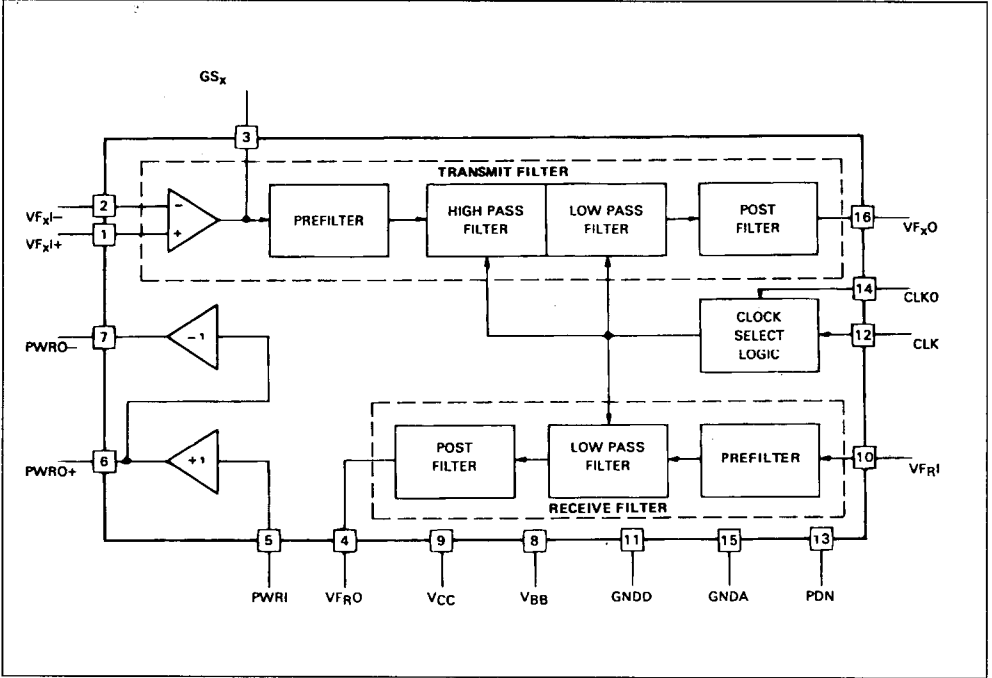 GSx
3
TRANSMIT FILTER
2
VFxI−
−
PREFILTER
HIGH PASS
FILTER
LOW PASS
FILTER
POST
FILTER
16
VFxO
1
VFxI+
+
14
CLK0
CLOCK
SELECT
LOGIC
12
CLK
7
PWRO−
−1
6
PWRO+
+1
POST
FILTER
LOW PASS
FILTER
PREFILTER
10
VFRI
RECEIVE FILTER
5
4
9
8
11
15
13
PWRI
VFRO
VCC
VBB
GNDD
GNDA
PDN